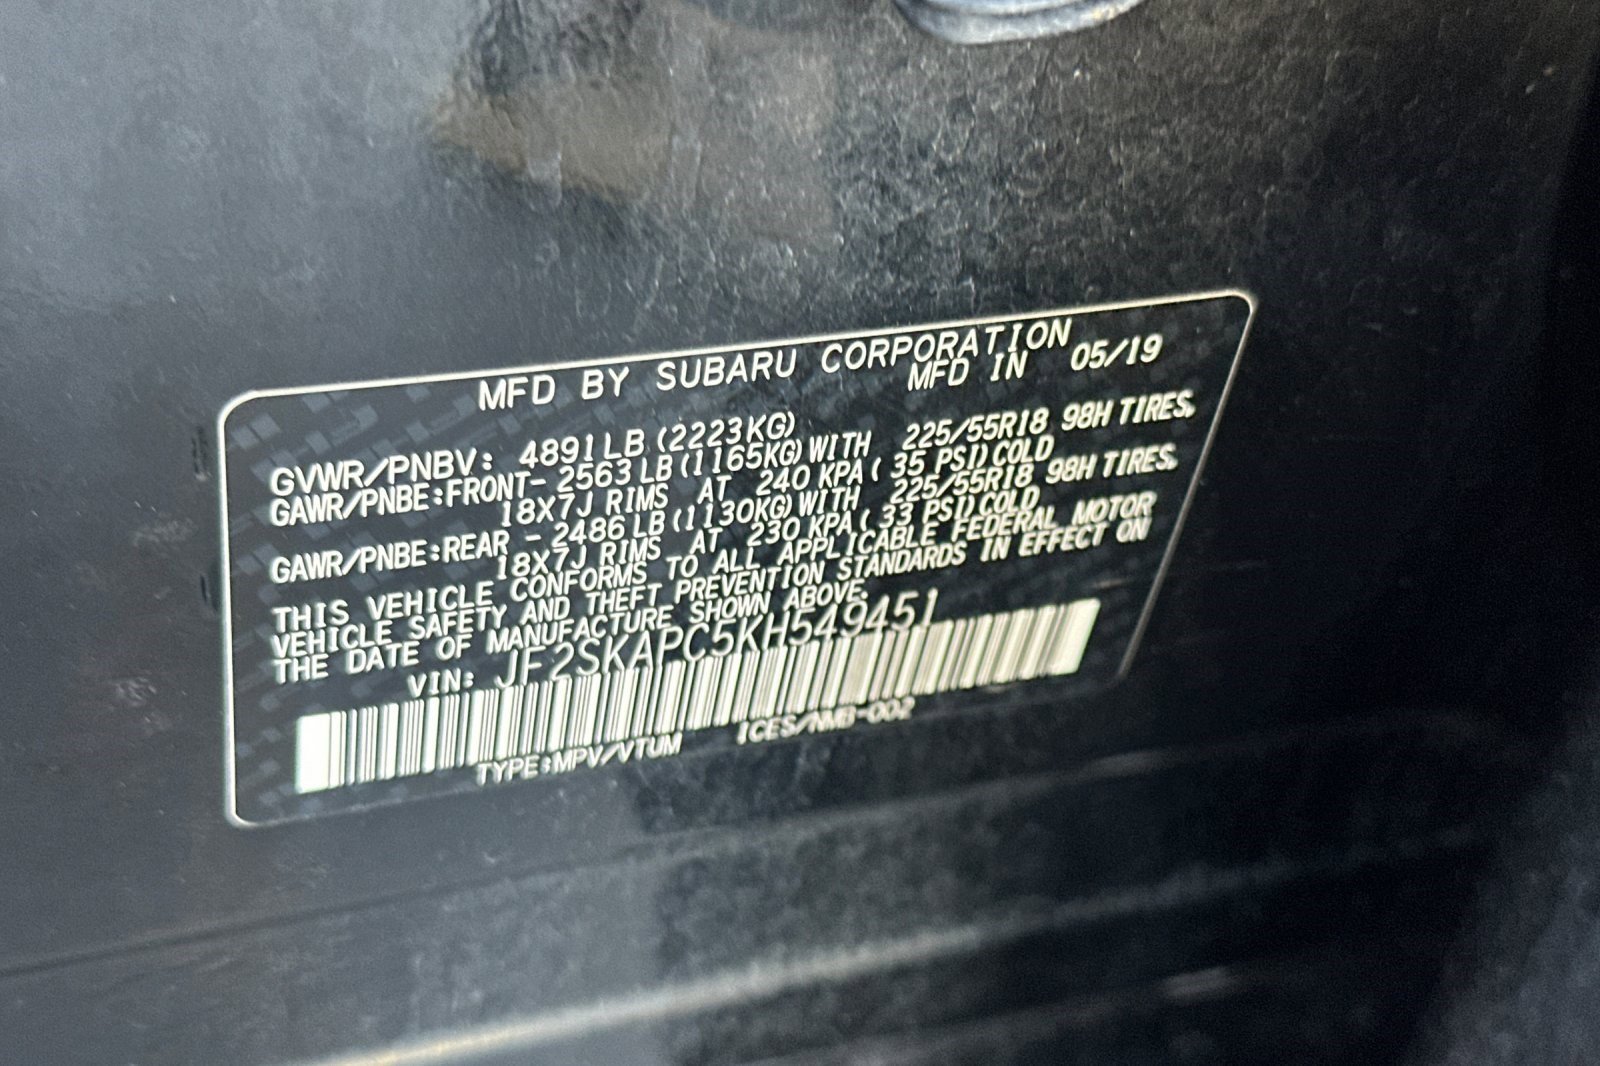 MFD BY SUBARU CORPORATION
MFD IN 05/19
GVWR/PNBV: 4891LB (2223KG)
GAWR/PNBE:FRONT- 2563 LB(1165KG)WITH 225/55R18 98H TIRES,
18X7J RIMS AT 240 KPA( 35 PSI)COLD
GAWR/PNBE:REAR - 2486 LB(1130KG)WITH 225/55R18 98H TIRES,
18X7J RIMS AT 230 KPA( 33 PSI)COLD
THIS VEHICLE CONFORMS TO ALL APPLICABLE FEDERAL MOTOR
VEHICLE SAFETY AND THEFT PREVENTION STANDARDS IN EFFECT ON
THE DATE OF MANUFACTURE SHOWN ABOVE.
VIN: JF2SKAPC5KH549451
TYPE:MPV/VTUM ICES/NMB-002